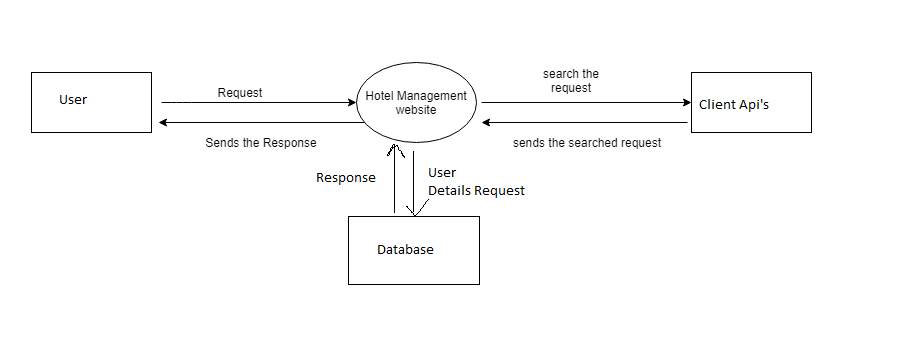 search the
request
Request
User
Hotel Management
website
Client Api's
Sends the Response
sends the searched request
Response
User
Details Request
Database